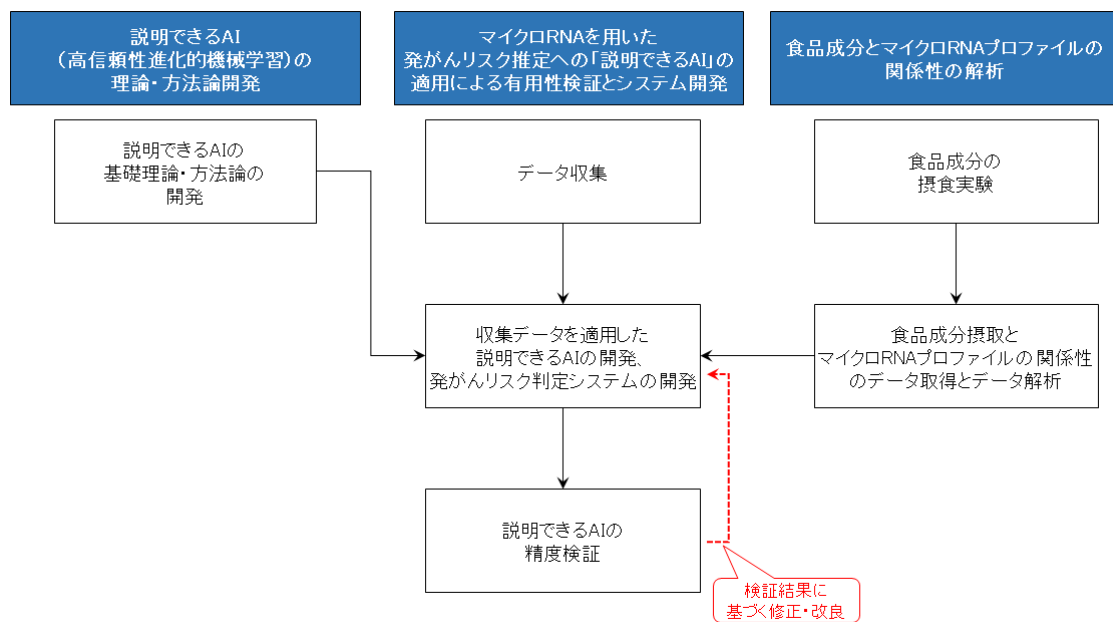 説明できるAI
(高信頼性進化的機械学習)の
理論・方法論開発
マイクロRNAを用いた
発がんリスク推定への「説明できるAI」の
適用による有用性検証とシステム開発
食品成分とマイクロRNAプロファイルの
関係性の解析
説明できるAIの
基礎理論・方法論の
開発
データ収集
食品成分の
摂食実験
収集データを適用した
説明できるAIの開発、
発がんリスク判定システムの開発
食品成分摂取と
マイクロRNAプロファイルの関係性
のデータ取得とデータ解析
説明できるAIの
精度検証
検証結果に
基づく修正・改良